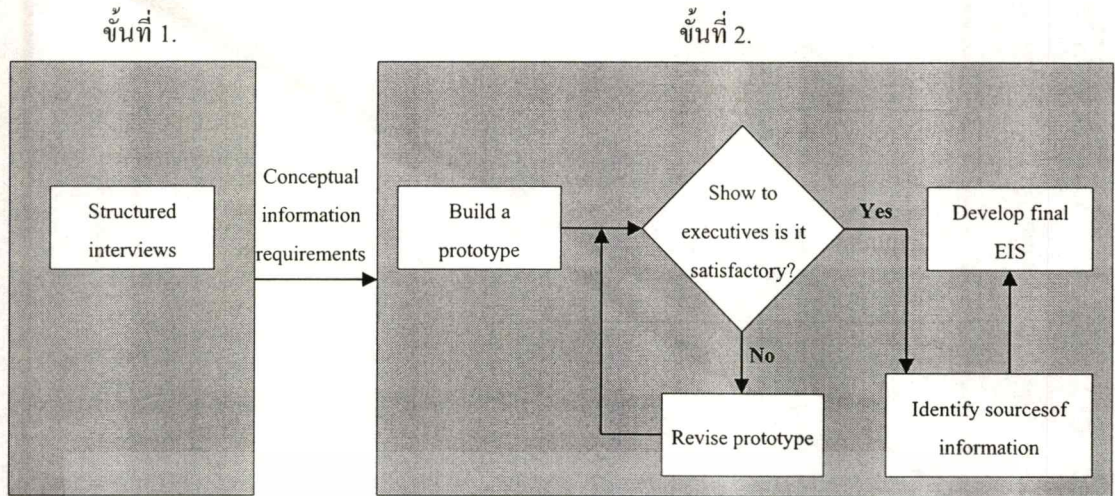 ขั้นที่ 1.
ขั้นที่ 2.
Structured
interviews
Conceptual
information
requirements
Build a
prototype
Show to
executives is it
satisfactory?
Yes
No
Revise prototype
Identify sourcesof
information
Develop final
EIS